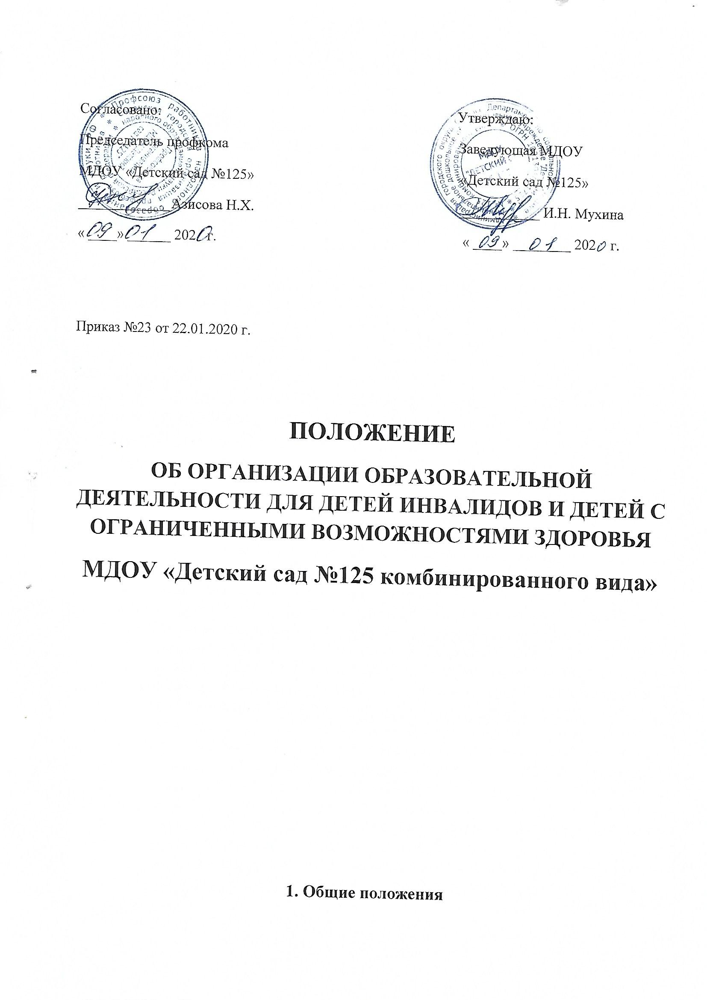 Согласовано:
Председатель профкома
МДОУ «Детский сад №125»
Азисова Н.Х.
«09» 01 2020 г.
Утверждаю:
Заведующая МДОУ
«Детский сад №125»
И.Н. Мухина
«09» 01 2020 г.
Приказ №23 от 22.01.2020 г.
ПОЛОЖЕНИЕ
ОБ ОРГАНИЗАЦИИ ОБРАЗОВАТЕЛЬНОЙ
ДЕЯТЕЛЬНОСТИ ДЛЯ ДЕТЕЙ ИНВАЛИДОВ И ДЕТЕЙ С
ОГРАНИЧЕННЫМИ ВОЗМОЖНОСТЯМИ ЗДОРОВЬЯ
МДОУ «Детский сад №125 комбинированного вида»
1. Общие положения